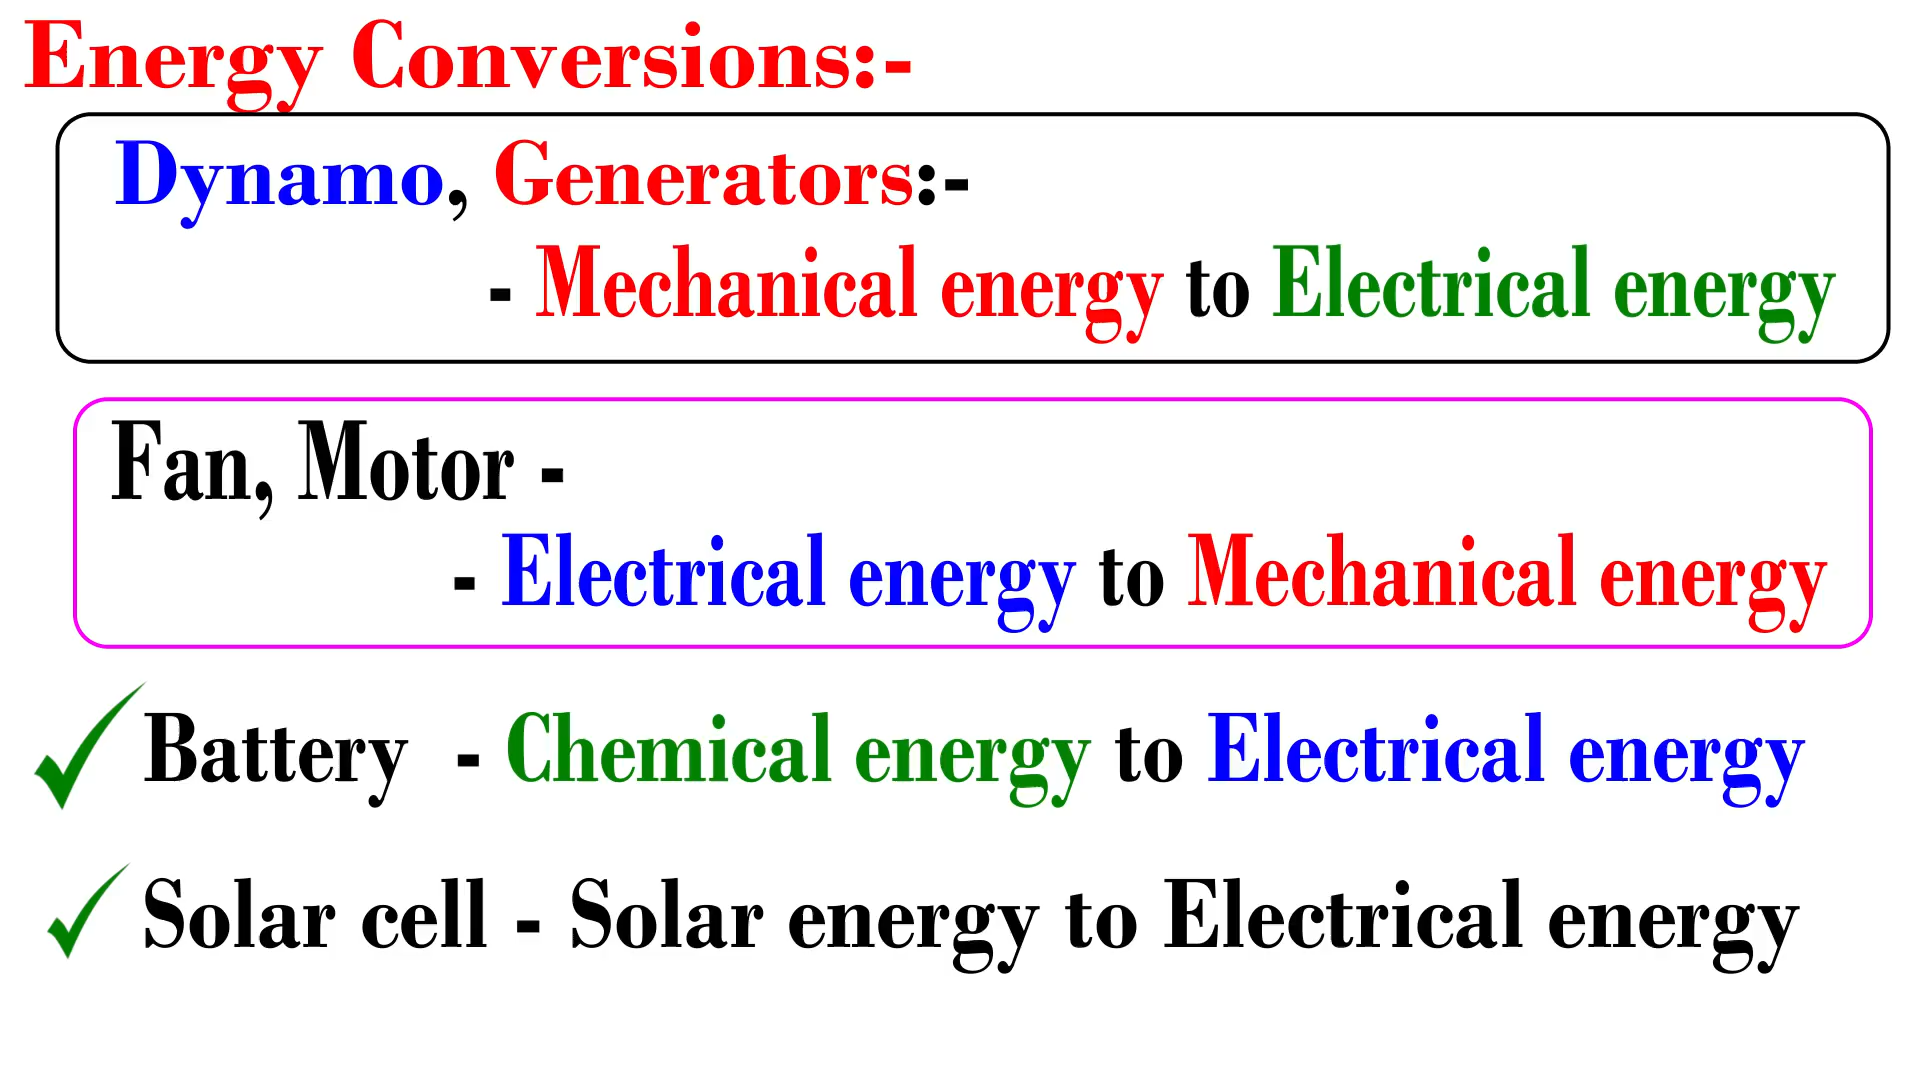 Energy Conversions:-
Dynamo, Generators:-
- Mechanical energy to Electrical energy
Fan, Motor -
- Electrical energy to Mechanical energy
Battery - Chemical energy to Electrical energy
Solar cell - Solar energy to Electrical energy